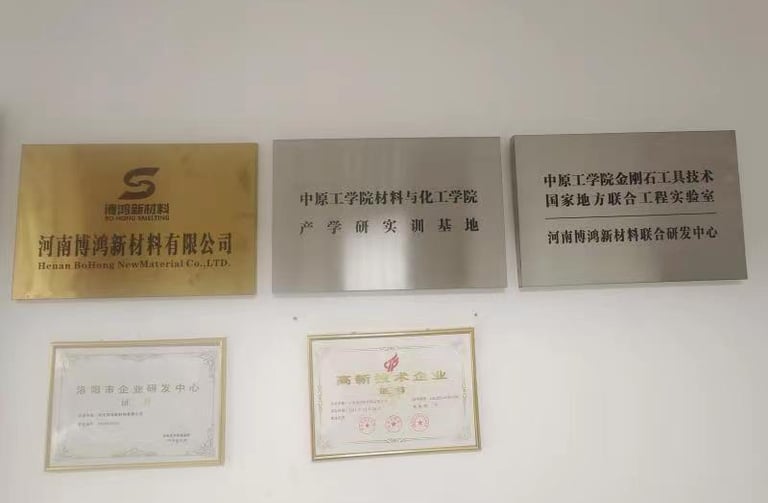 博鸿新材料
河南博鸿新材料有限公司
Henan BoHong NewMaterial Co.,LTD.
中原工学院材料与化工学院
产学研实训基地
中原工学院金刚石工具技术
国家地方联合工程实验室
河南博鸿新材料联合研发中心
洛阳市企业研发中心
证书
高新技术企业
证书